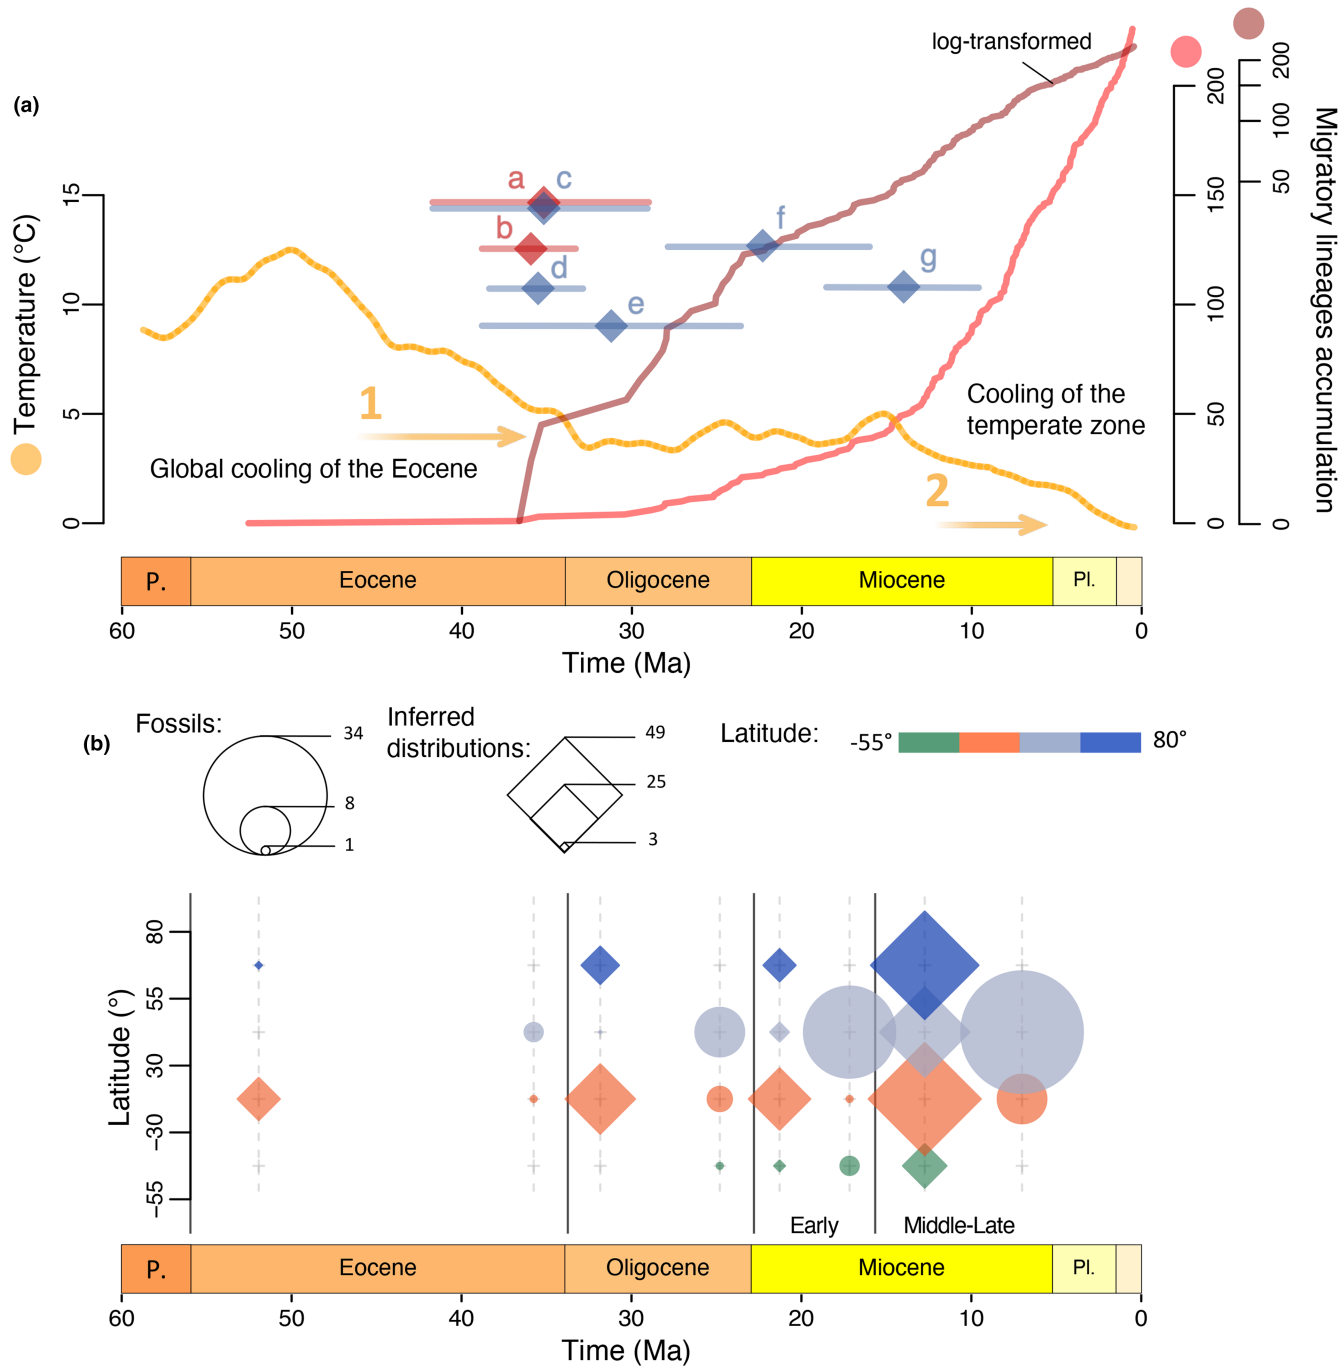 (a)
log-transformed
Temperature (°C)
0
5
10
15
a
c
b
d
e
f
g
1
Global cooling of the Eocene
Cooling of the
temperate zone
2
0
50
100
150
200
0
50
100
200
Migratory lineages accumulation
P.
Eocene
Oligocene
Miocene
Pl.
60
50
40
30
20
10
0
Time (Ma)
(b)
Fossils:
34
8
1
Inferred
distributions:
49
25
3
Latitude:
-55°
80°
Latitude (°)
80
55
30
-30
-55
Early
Middle-Late
P.
Eocene
Oligocene
Miocene
Pl.
60
50
40
30
20
10
0
Time (Ma)